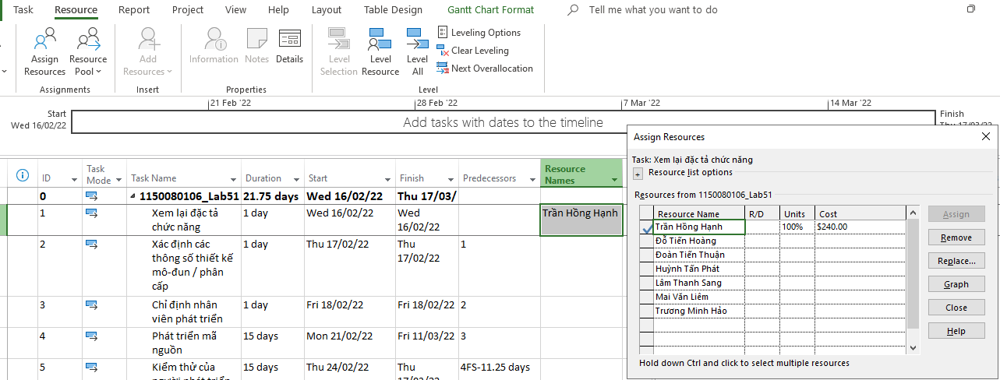 Task Resource Report Project View Help Layout Table Design Gantt Chart Format Tell me what you want to do
Assign Resources
Resource Pool
Add Resources
Information
Notes
Details
Level Selection
Level Resource
Level All
Leveling Options
Clear Leveling
Next Overallocation
Assignments Insert Properties Level
21 Feb '22 28 Feb '22 7 Mar '22 14 Mar '22
Start
Wed 16/02/22
Add tasks with dates to the timeline
Finish
Thu 17/03/22
ID
Task Mode
Task Name
Duration
Start
Finish
Predecessors
Resource Names
0 1150080106_Lab51 21.75 days Wed 16/02/22 Thu 17/03/
1 Xem lại đặc tả 1 day Wed 16/02/22 Wed Trần Hồng Hạnh
chức năng 16/02/22
2 Xác định các 1 day Thu 17/02/22 Thu 1
thông số thiết kế 17/02/22
mô-đun / phân
cấp
3 Chỉ định nhân 1 day Fri 18/02/22 Fri 18/02/22 2
viên phát triển
4 Phát triển mã 15 days Mon 21/02/22 Fri 11/03/22 3
nguồn
5 Kiểm thử của 15 days Thu 24/02/22 Thu 4FS-11.25 days
người phát triển 17/03/22
Assign Resources
Task: Xem lại đặc tả chức năng
+ Resource list options
Resources from 1150080106_Lab51
Resource Name R/D Units Cost
Trần Hồng Hạnh 100% $240.00
Đỗ Tiến Hoàng
Đoàn Tiến Thuận
Huỳnh Tấn Phát
Lâm Thanh Sang
Mai Văn Liêm
Trương Minh Hảo
Assign
Remove
Replace...
Graph
Close
Help
Hold down Ctrl and click to select multiple resources